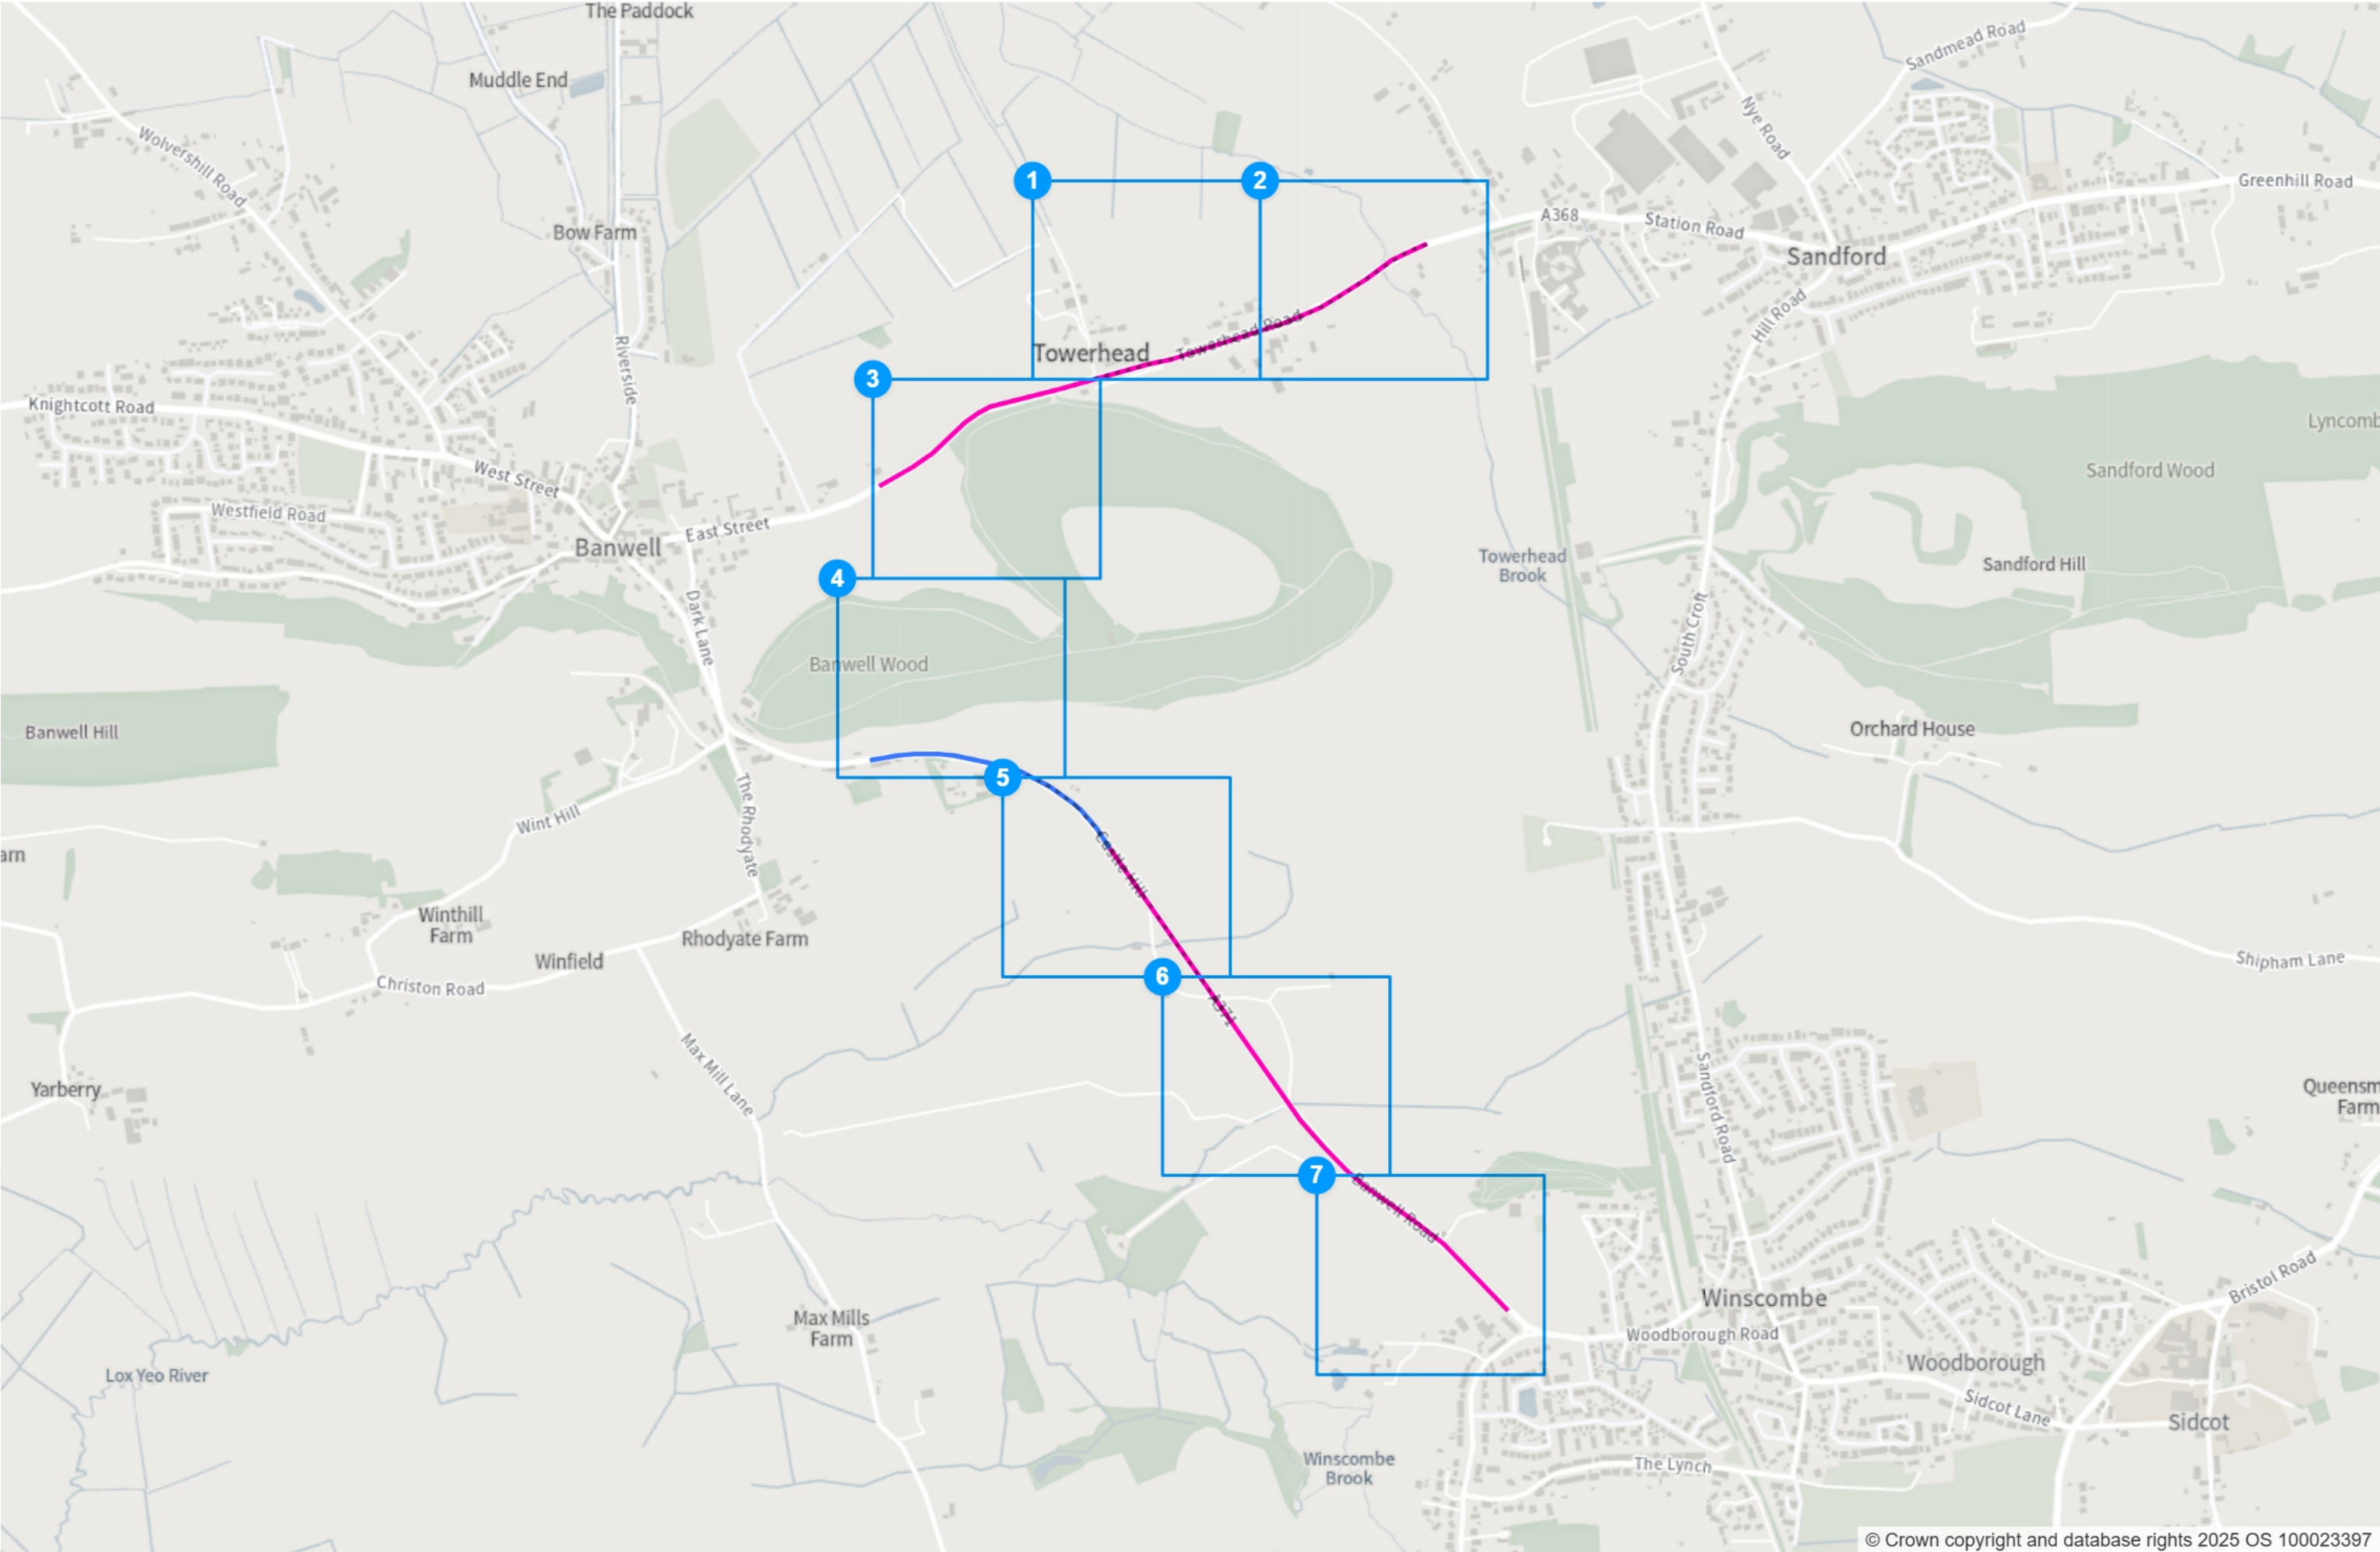 The Paddock
Sandmead Road
Muddle End
Nye Road
Wolvershill Road
1
2
Greenhill Road
A368
Station Road
Bow Farm
Sandford
Hill Road
Towerhead Road
Towerhead
Riverside
3
Knightcott Road
Lyncomb
West Street
Sandford Wood
Westfield Road
East Street
Banwell
Towerhead
Brook
Sandford Hill
4
Dark Lane
South Croft
Banwell Wood
Banwell Hill
Orchard House
5
The Rhodyate
Wint Hill
arn
Castle Hill
Winthill
Farm
Rhodyate Farm
Winfield
Shipham Lane
Christon Road
6
A371
Max Mill Lane
Yarberry
Sandford Road
Queensm
Farm
7
Banwell Road
Bristol Road
Winscombe
Max Mills
Farm
Woodborough Road
Woodborough
Lox Yeo River
Sidcot Lane
Sidcot
Winscombe
Brook
The Lynch
© Crown copyright and database rights 2025 OS 100023397